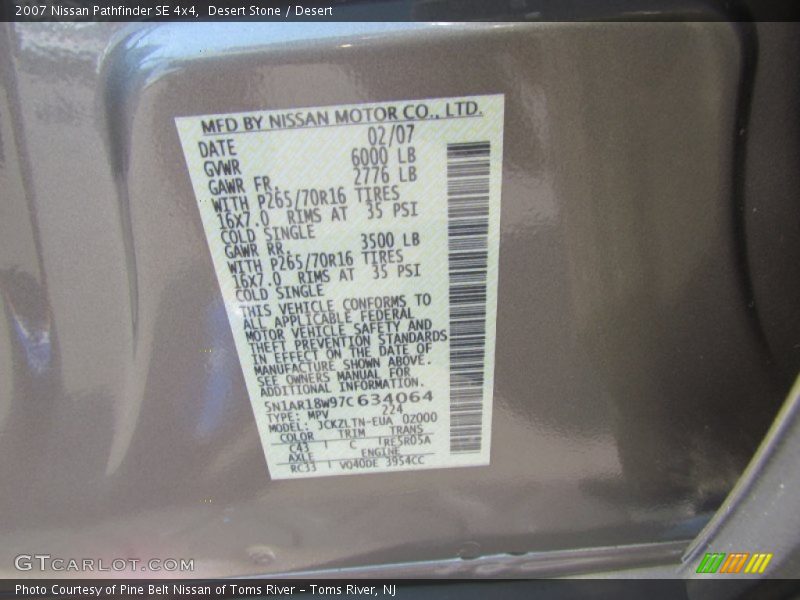 2007 Nissan Pathfinder SE 4x4, Desert Stone / Desert
MFD BY NISSAN MOTOR CO., LTD.
DATE 02/07
GVWR 6000 LB
GAWR FR. 2776 LB
WITH P265/70R16 TIRES
16X7.0 RIMS AT 35 PSI
COLD SINGLE
GAWR RR. 3500 LB
WITH P265/70R16 TIRES
16X7.0 RIMS AT 35 PSI
COLD SINGLE
THIS VEHICLE CONFORMS TO
ALL APPLICABLE FEDERAL
MOTOR VEHICLE SAFETY AND
THEFT PREVENTION STANDARDS
IN EFFECT ON THE DATE OF
MANUFACTURE SHOWN ABOVE.
SEE OWNERS MANUAL FOR
ADDITIONAL INFORMATION.
5N1AR18W97C634064
TYPE: MPV 224
MODEL: JCKZLTN-EUA 02000
COLOR TRIM TRANS
C43 C RE5R05A
AXLE ENGINE
RC33 VQ40DE 3954CC
GTCARLOT.COM
Photo Courtesy of Pine Belt Nissan of Toms River – Toms River, NJ